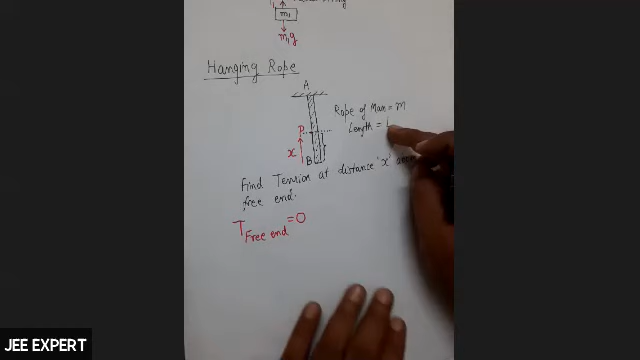 m₁
m₁g
Hanging Rope
A
Rope of Mass = m
Length = L
P
x
B
Find Tension at distance 'x'
free end.
T Free end = 0
JEE EXPERT